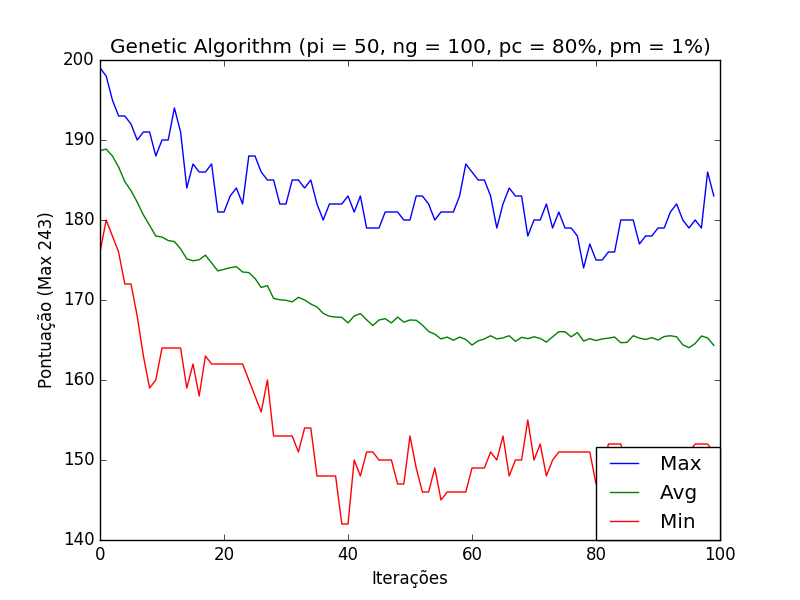 Genetic Algorithm (pi = 50, ng = 100, pc = 80%, pm = 1%)
200
190
180
170
160
150
140
Pontuação (Max 243)
Max
Avg
Min
0 20 40 60 80 100
Iterações